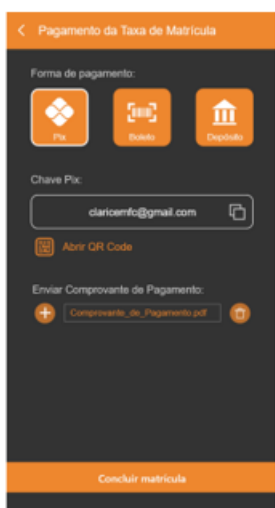 Pagamento da Taxa de Matrícula
Forma de pagamento:
Pix
Boleto
Depósito
Chave Pix:
claricemfc@gmail.com
Abrir QR Code
Enviar Comprovante de Pagamento:
Comprovante_de_Pagamento.pdf
Concluir matrícula